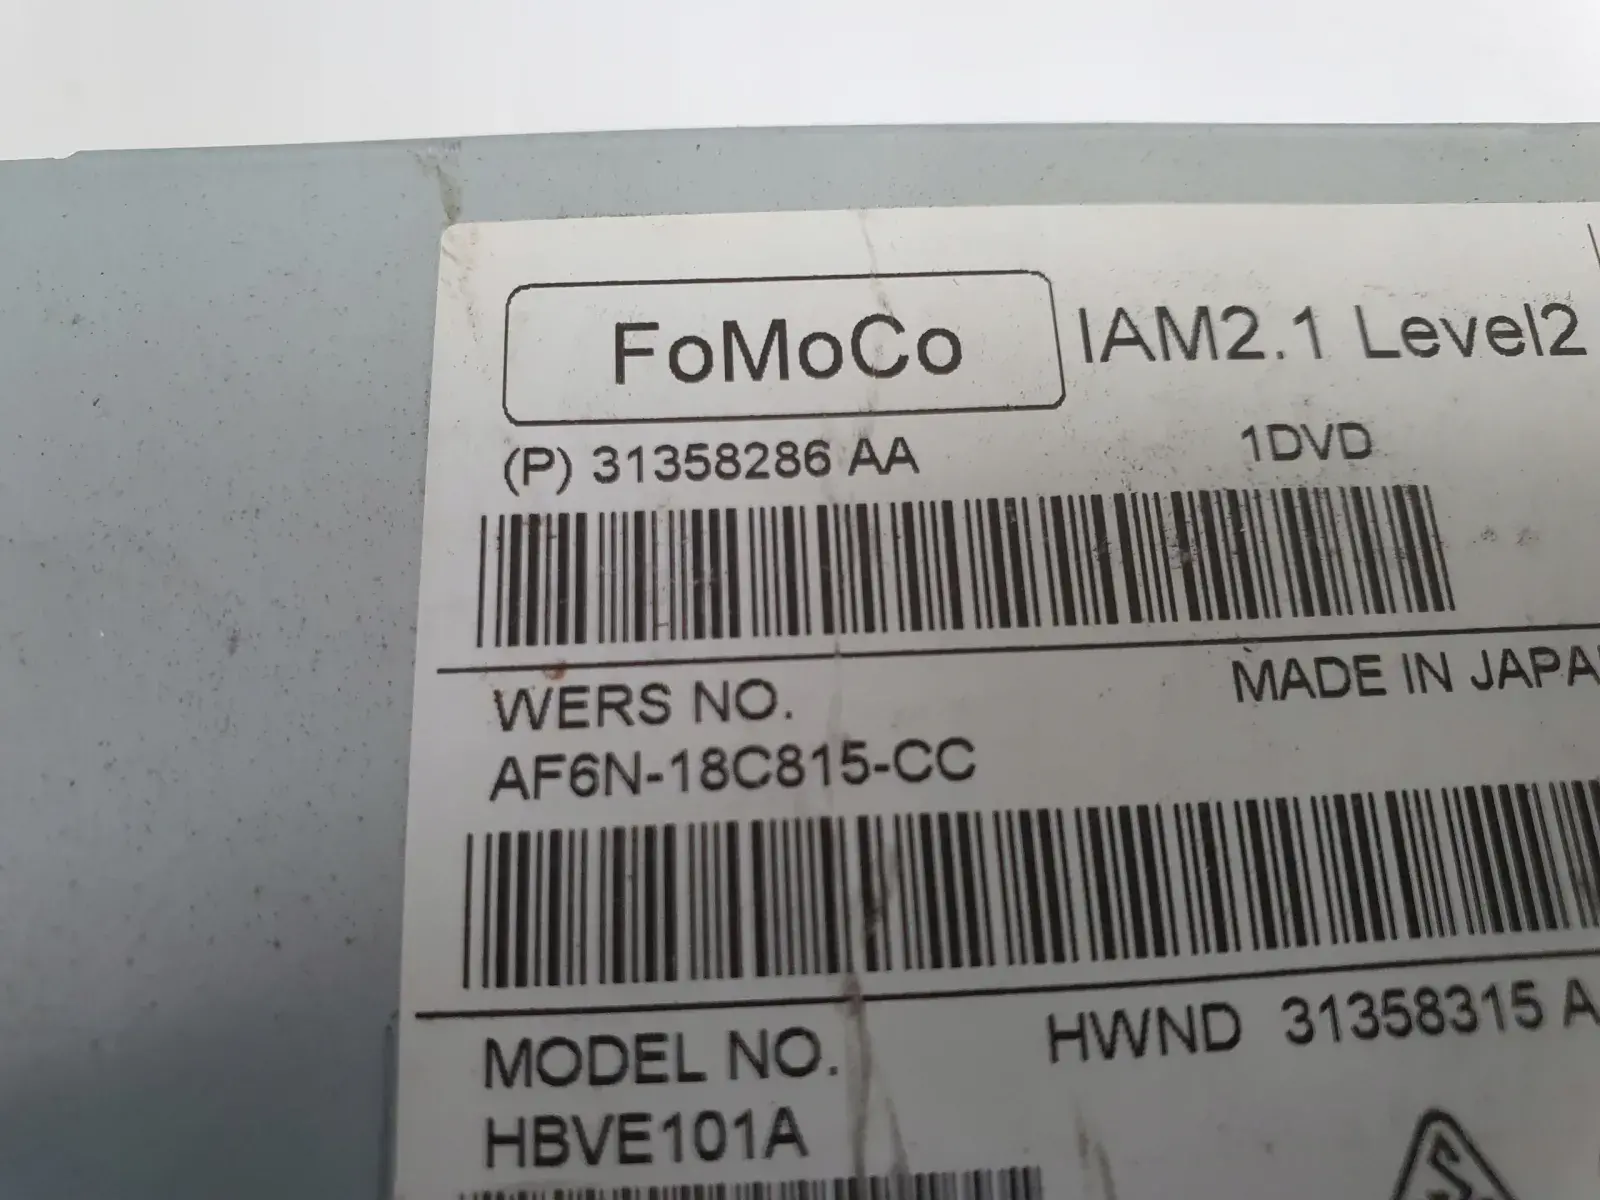 FoMoCo IAM2.1 Level2
(P) 31358286 AA 1DVD
WERS NO. MADE IN JAPA
AF6N-18C815-CC
MODEL NO. HWND 31358315 A
HBVE101A